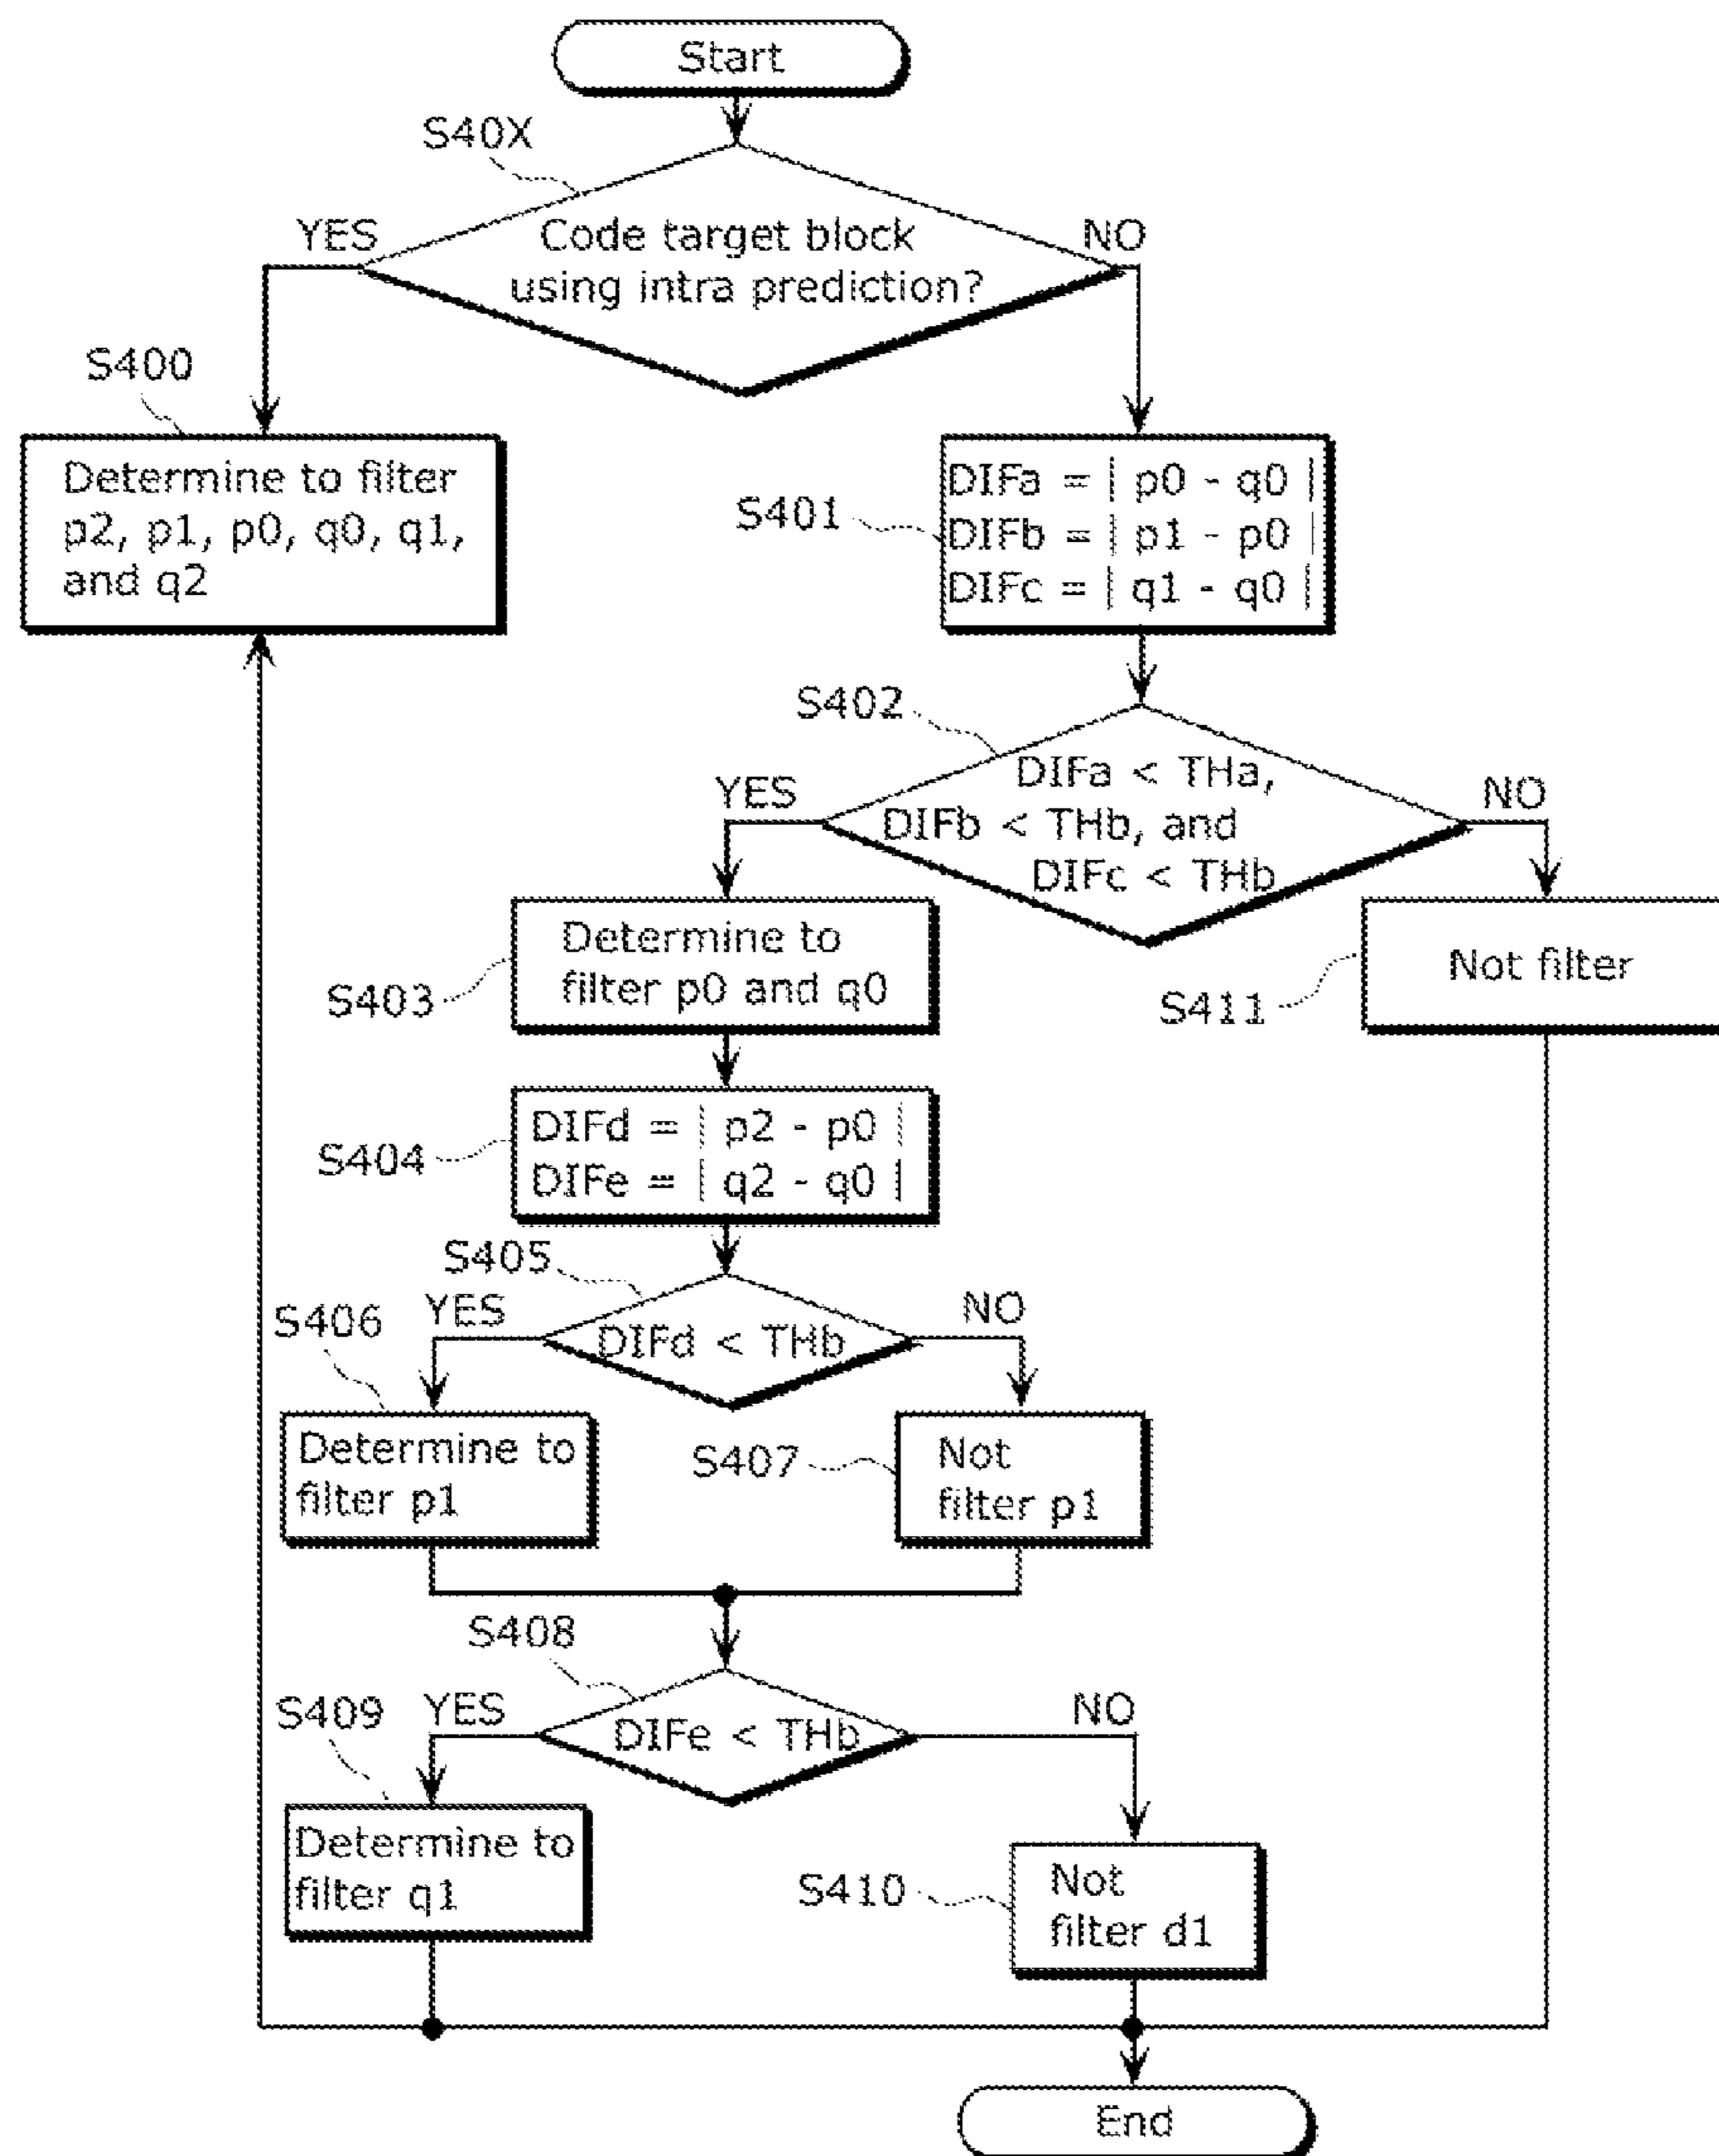 Start
S40X
YES
Code target block
using intra prediction?
NO
S400
Determine to filter
p2, p1, p0, q0, q1,
and q2
S401
DIFa = | p0 - q0 |
DIFb = | p1 - p0 |
DIFc = | q1 - q0 |
S402
YES
DIFa < THa,
DIFb < THb, and
DIFc < THb
NO
S403
Determine to
filter p0 and q0
S411
Not filter
S404
DIFd = | p2 - p0 |
DIFe = | q2 - q0 |
S405
YES
DIFd < THb
NO
S406
Determine to
filter p1
S407
Not
filter p1
S408
YES
DIFe < THb
NO
S409
Determine to
filter q1
S410
Not
filter d1
End